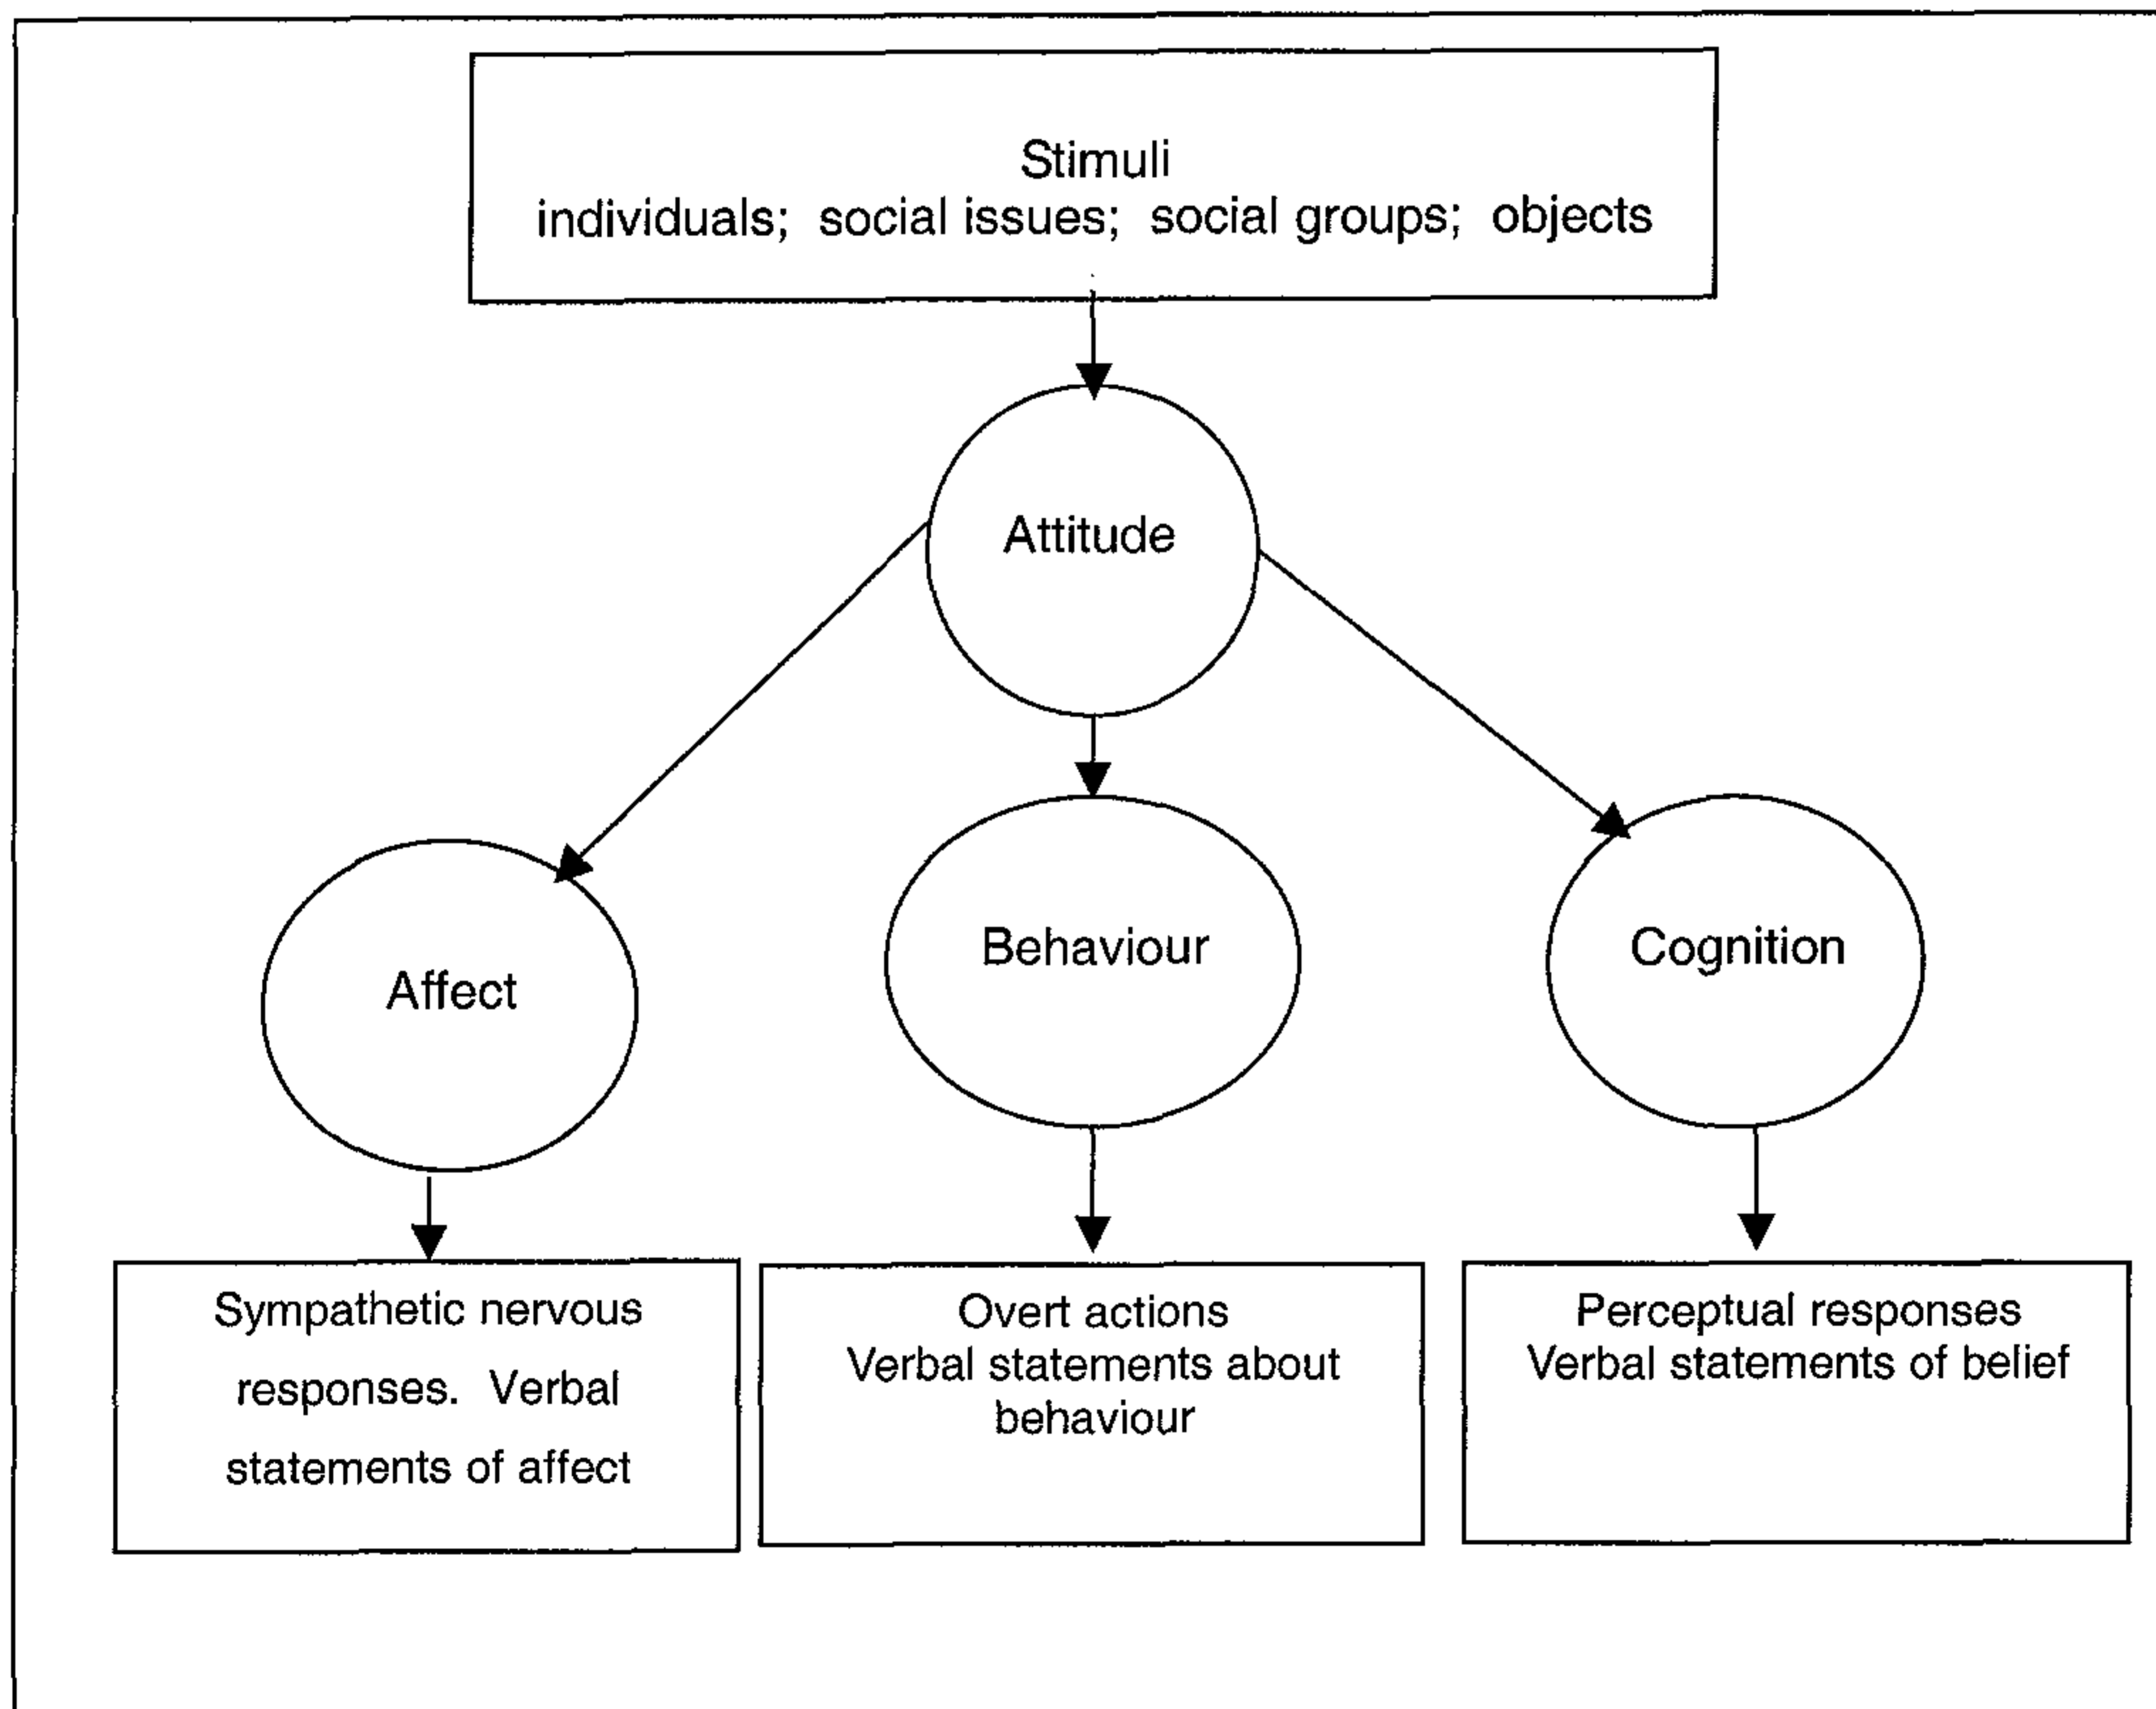 Stimuli
individuals; social issues; social groups; objects
Attitude
Affect
Behaviour
Cognition
Sympathetic nervous
responses. Verbal
statements of affect
Overt actions
Verbal statements about
behaviour
Perceptual responses
Verbal statements of belief